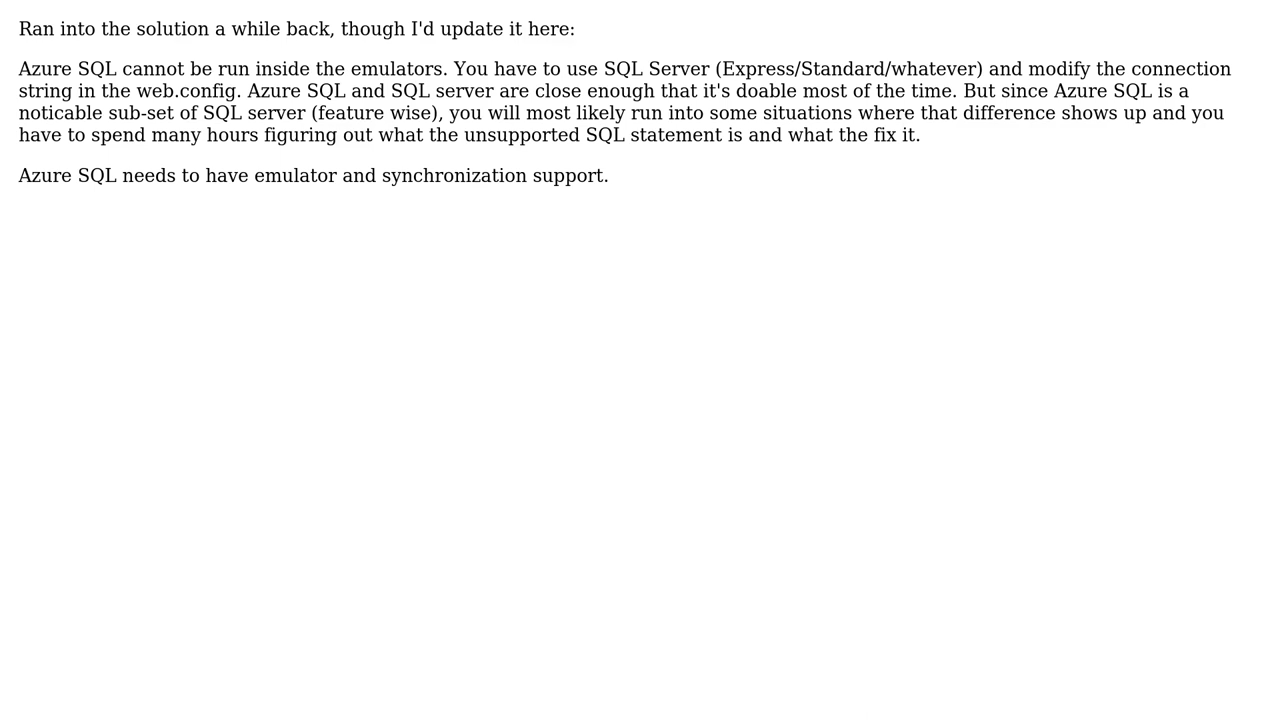 Ran into the solution a while back, though I'd update it here:
Azure SQL cannot be run inside the emulators. You have to use SQL Server (Express/Standard/whatever) and modify the connection
string in the web.config. Azure SQL and SQL server are close enough that it's doable most of the time. But since Azure SQL is a
noticable sub-set of SQL server (feature wise), you will most likely run into some situations where that difference shows up and you
have to spend many hours figuring out what the unsupported SQL statement is and what the fix it.
Azure SQL needs to have emulator and synchronization support.